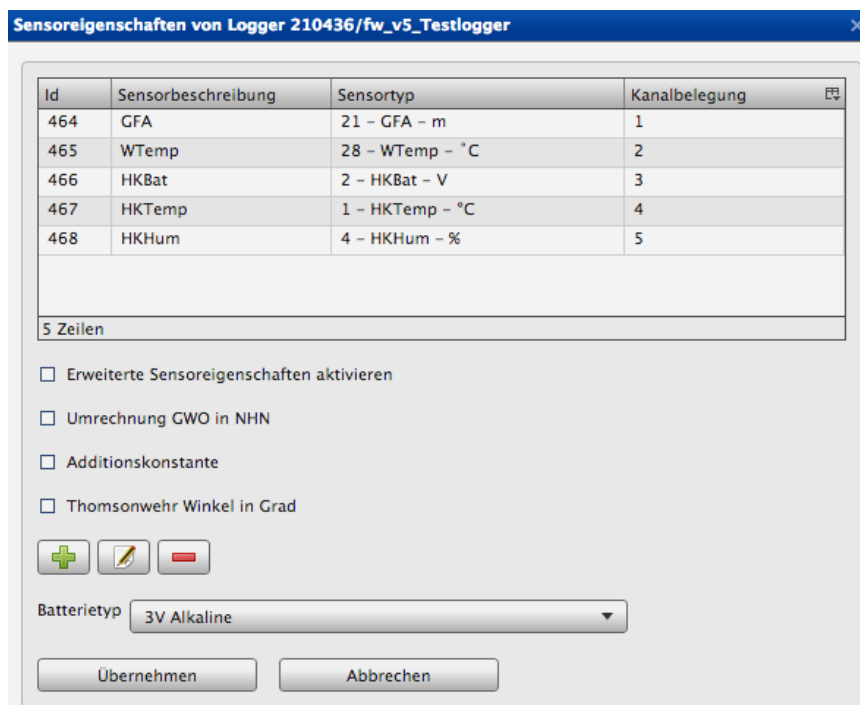 Sensoreigenschaften von Logger 210436/fw_v5_Testlogger
Id Sensorbeschreibung Sensortyp Kanalbelegung
464 GFA 21 – GFA – m 1
465 WTemp 28 – WTemp – ˚C 2
466 HKBat 2 – HKBat – V 3
467 HKTemp 1 – HKTemp – °C 4
468 HKHum 4 – HKHum – % 5
5 Zeilen
Erweiterte Sensoreigenschaften aktivieren
Umrechnung GWO in NHN
Additionskonstante
Thomsonwehr Winkel in Grad
Batterietyp 3V Alkaline
Übernehmen Abbrechen